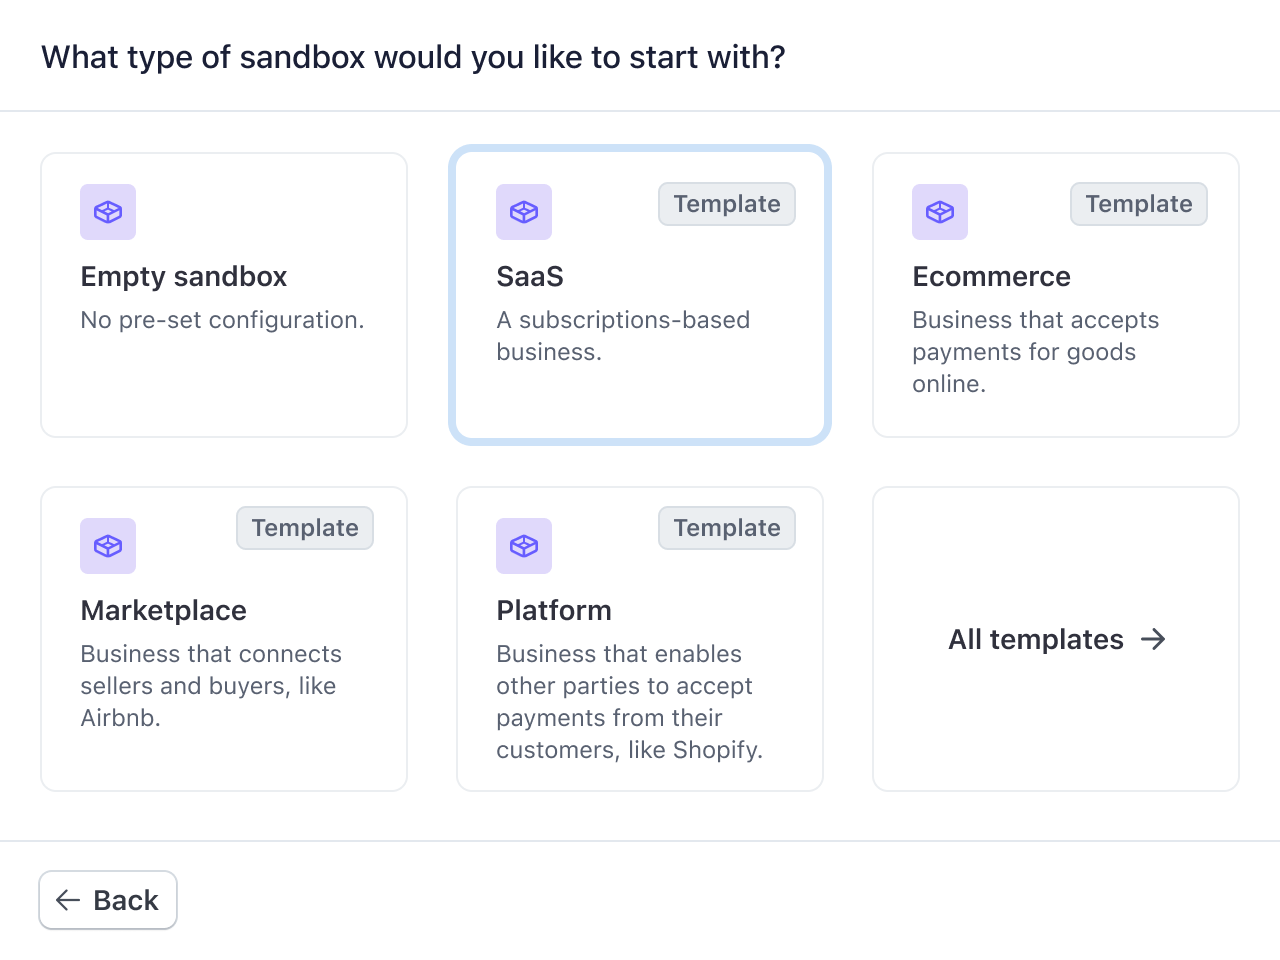 What type of sandbox would you like to start with?
Empty sandbox
No pre-set configuration.
Template
SaaS
A subscriptions-based
business.
Template
Ecommerce
Business that accepts
payments for goods
online.
Template
Marketplace
Business that connects
sellers and buyers, like
Airbnb.
Template
Platform
Business that enables
other parties to accept
payments from their
customers, like Shopify.
All templates →
← Back